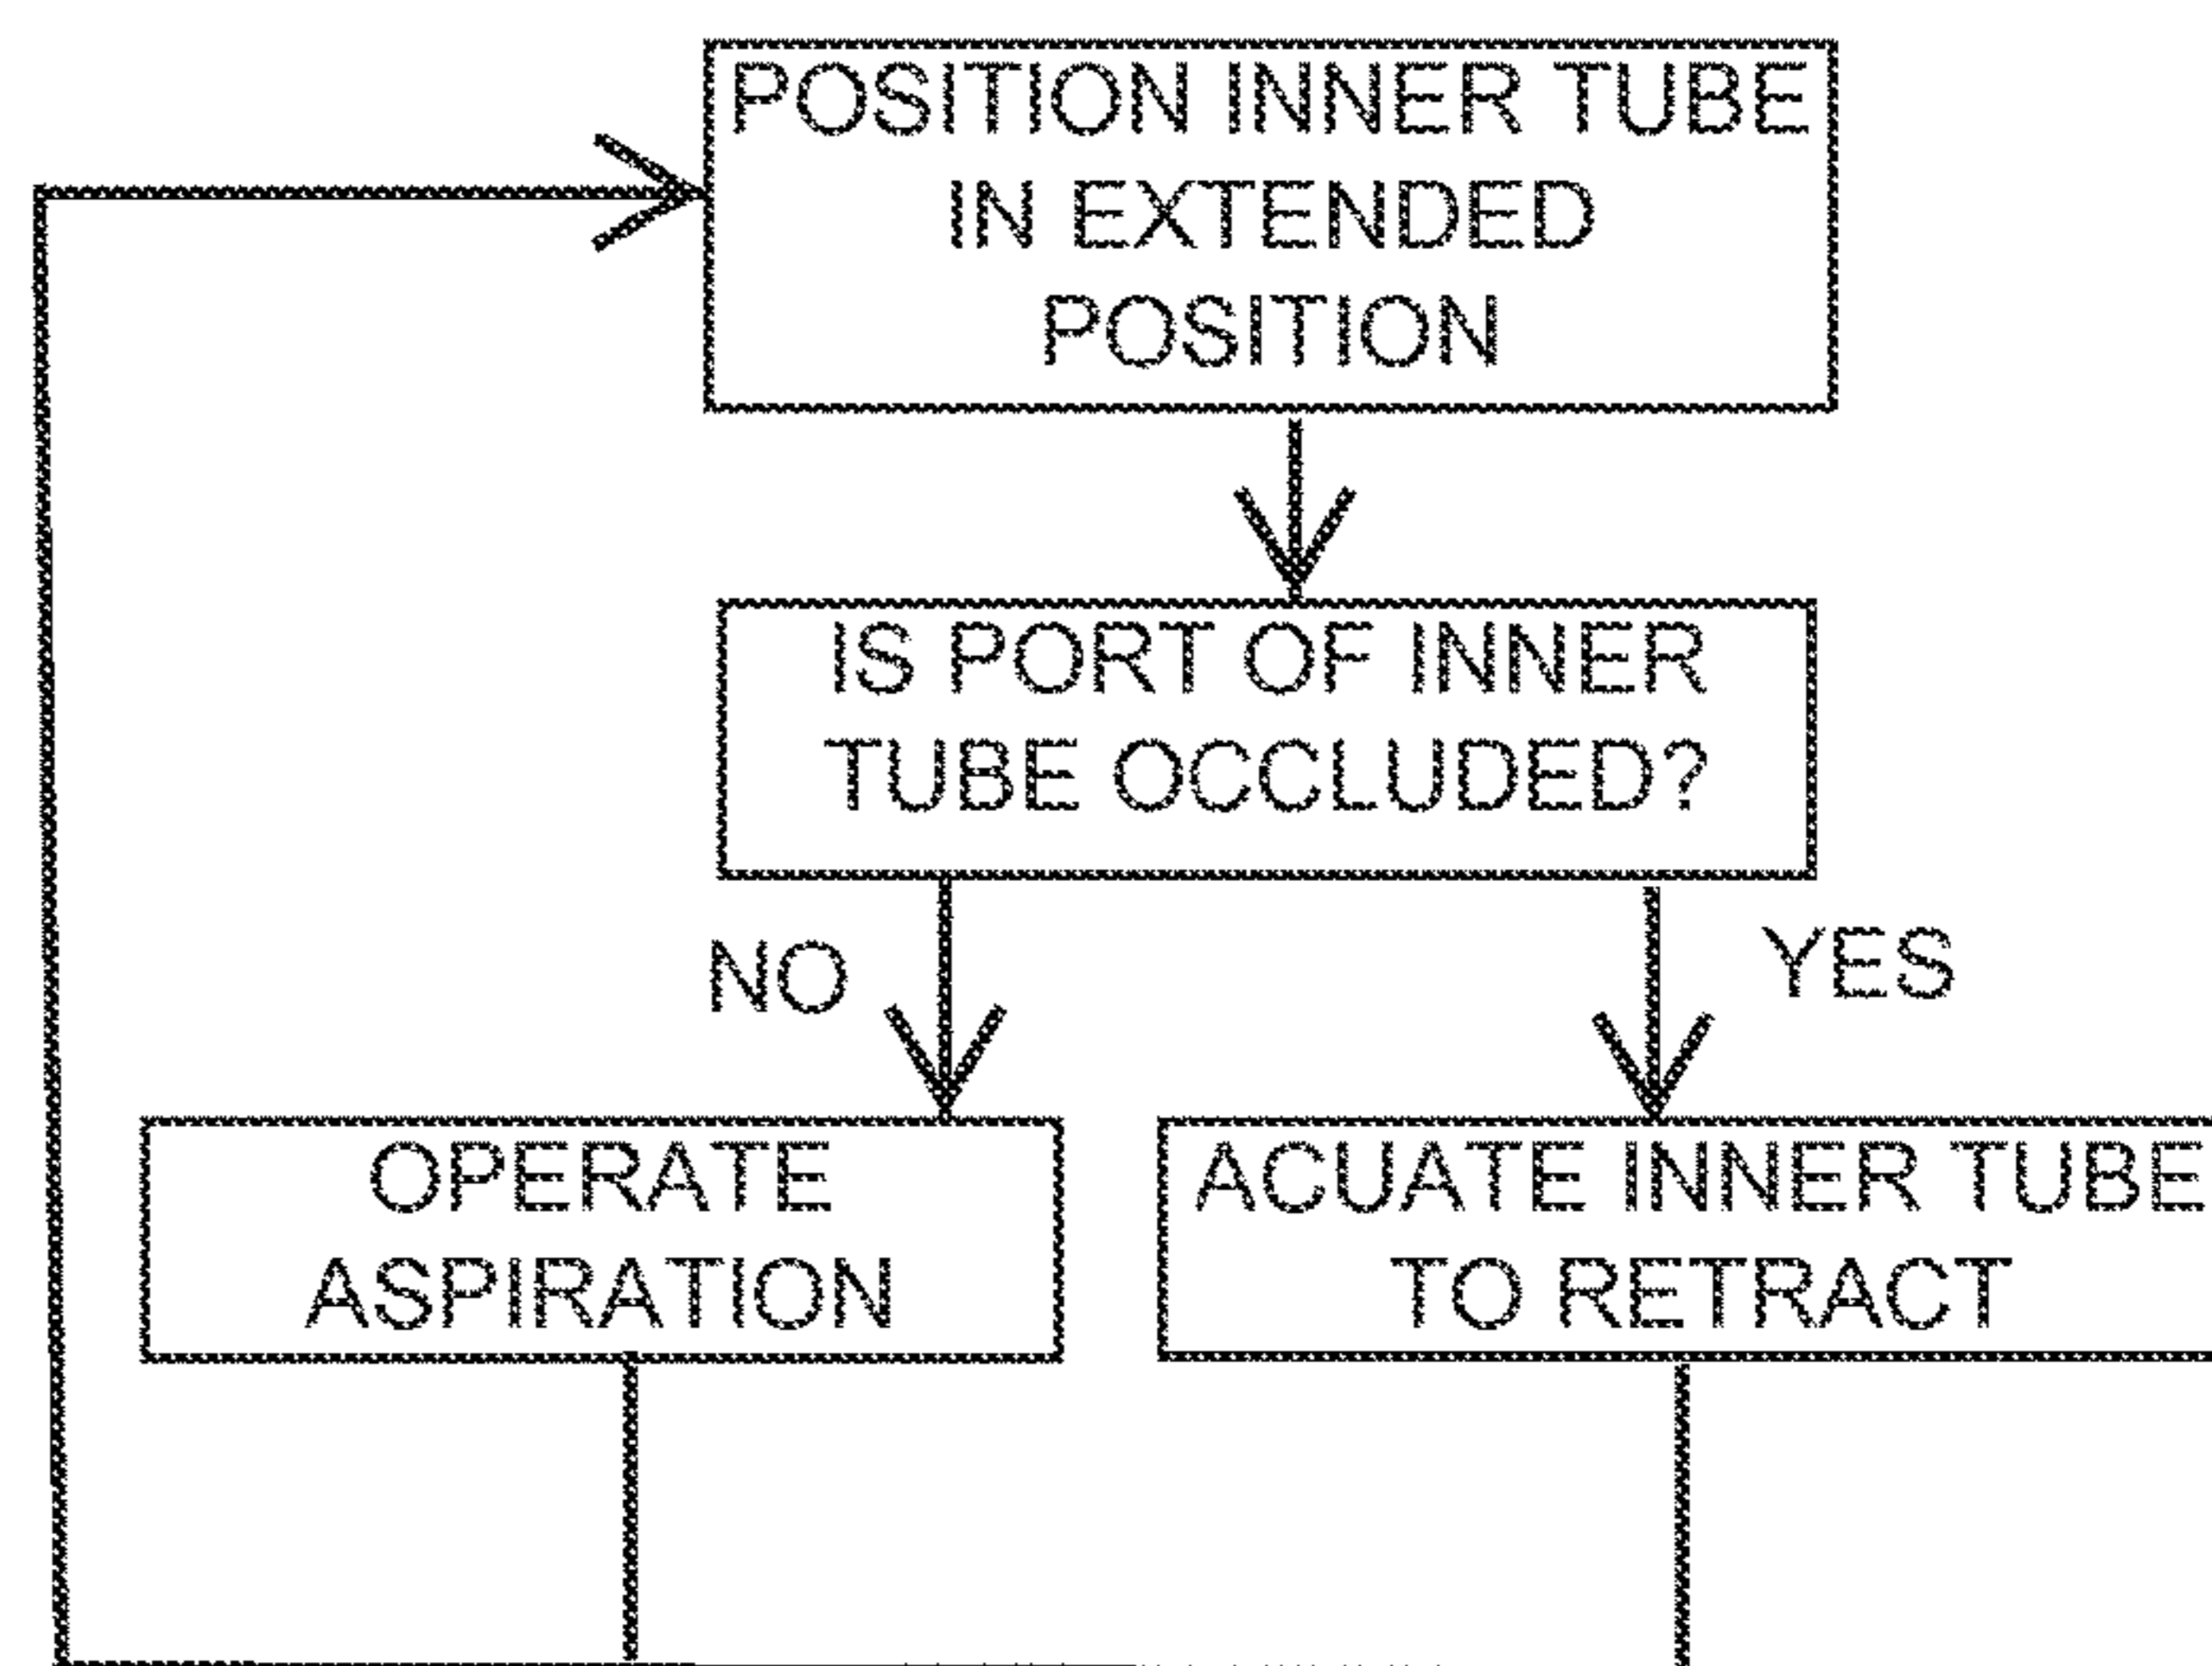 POSITION INNER TUBE
IN EXTENDED
POSITION
IS PORT OF INNER
TUBE OCCLUDED?
NO
YES
OPERATE
ASPIRATION
ACUATE INNER TUBE
TO RETRACT